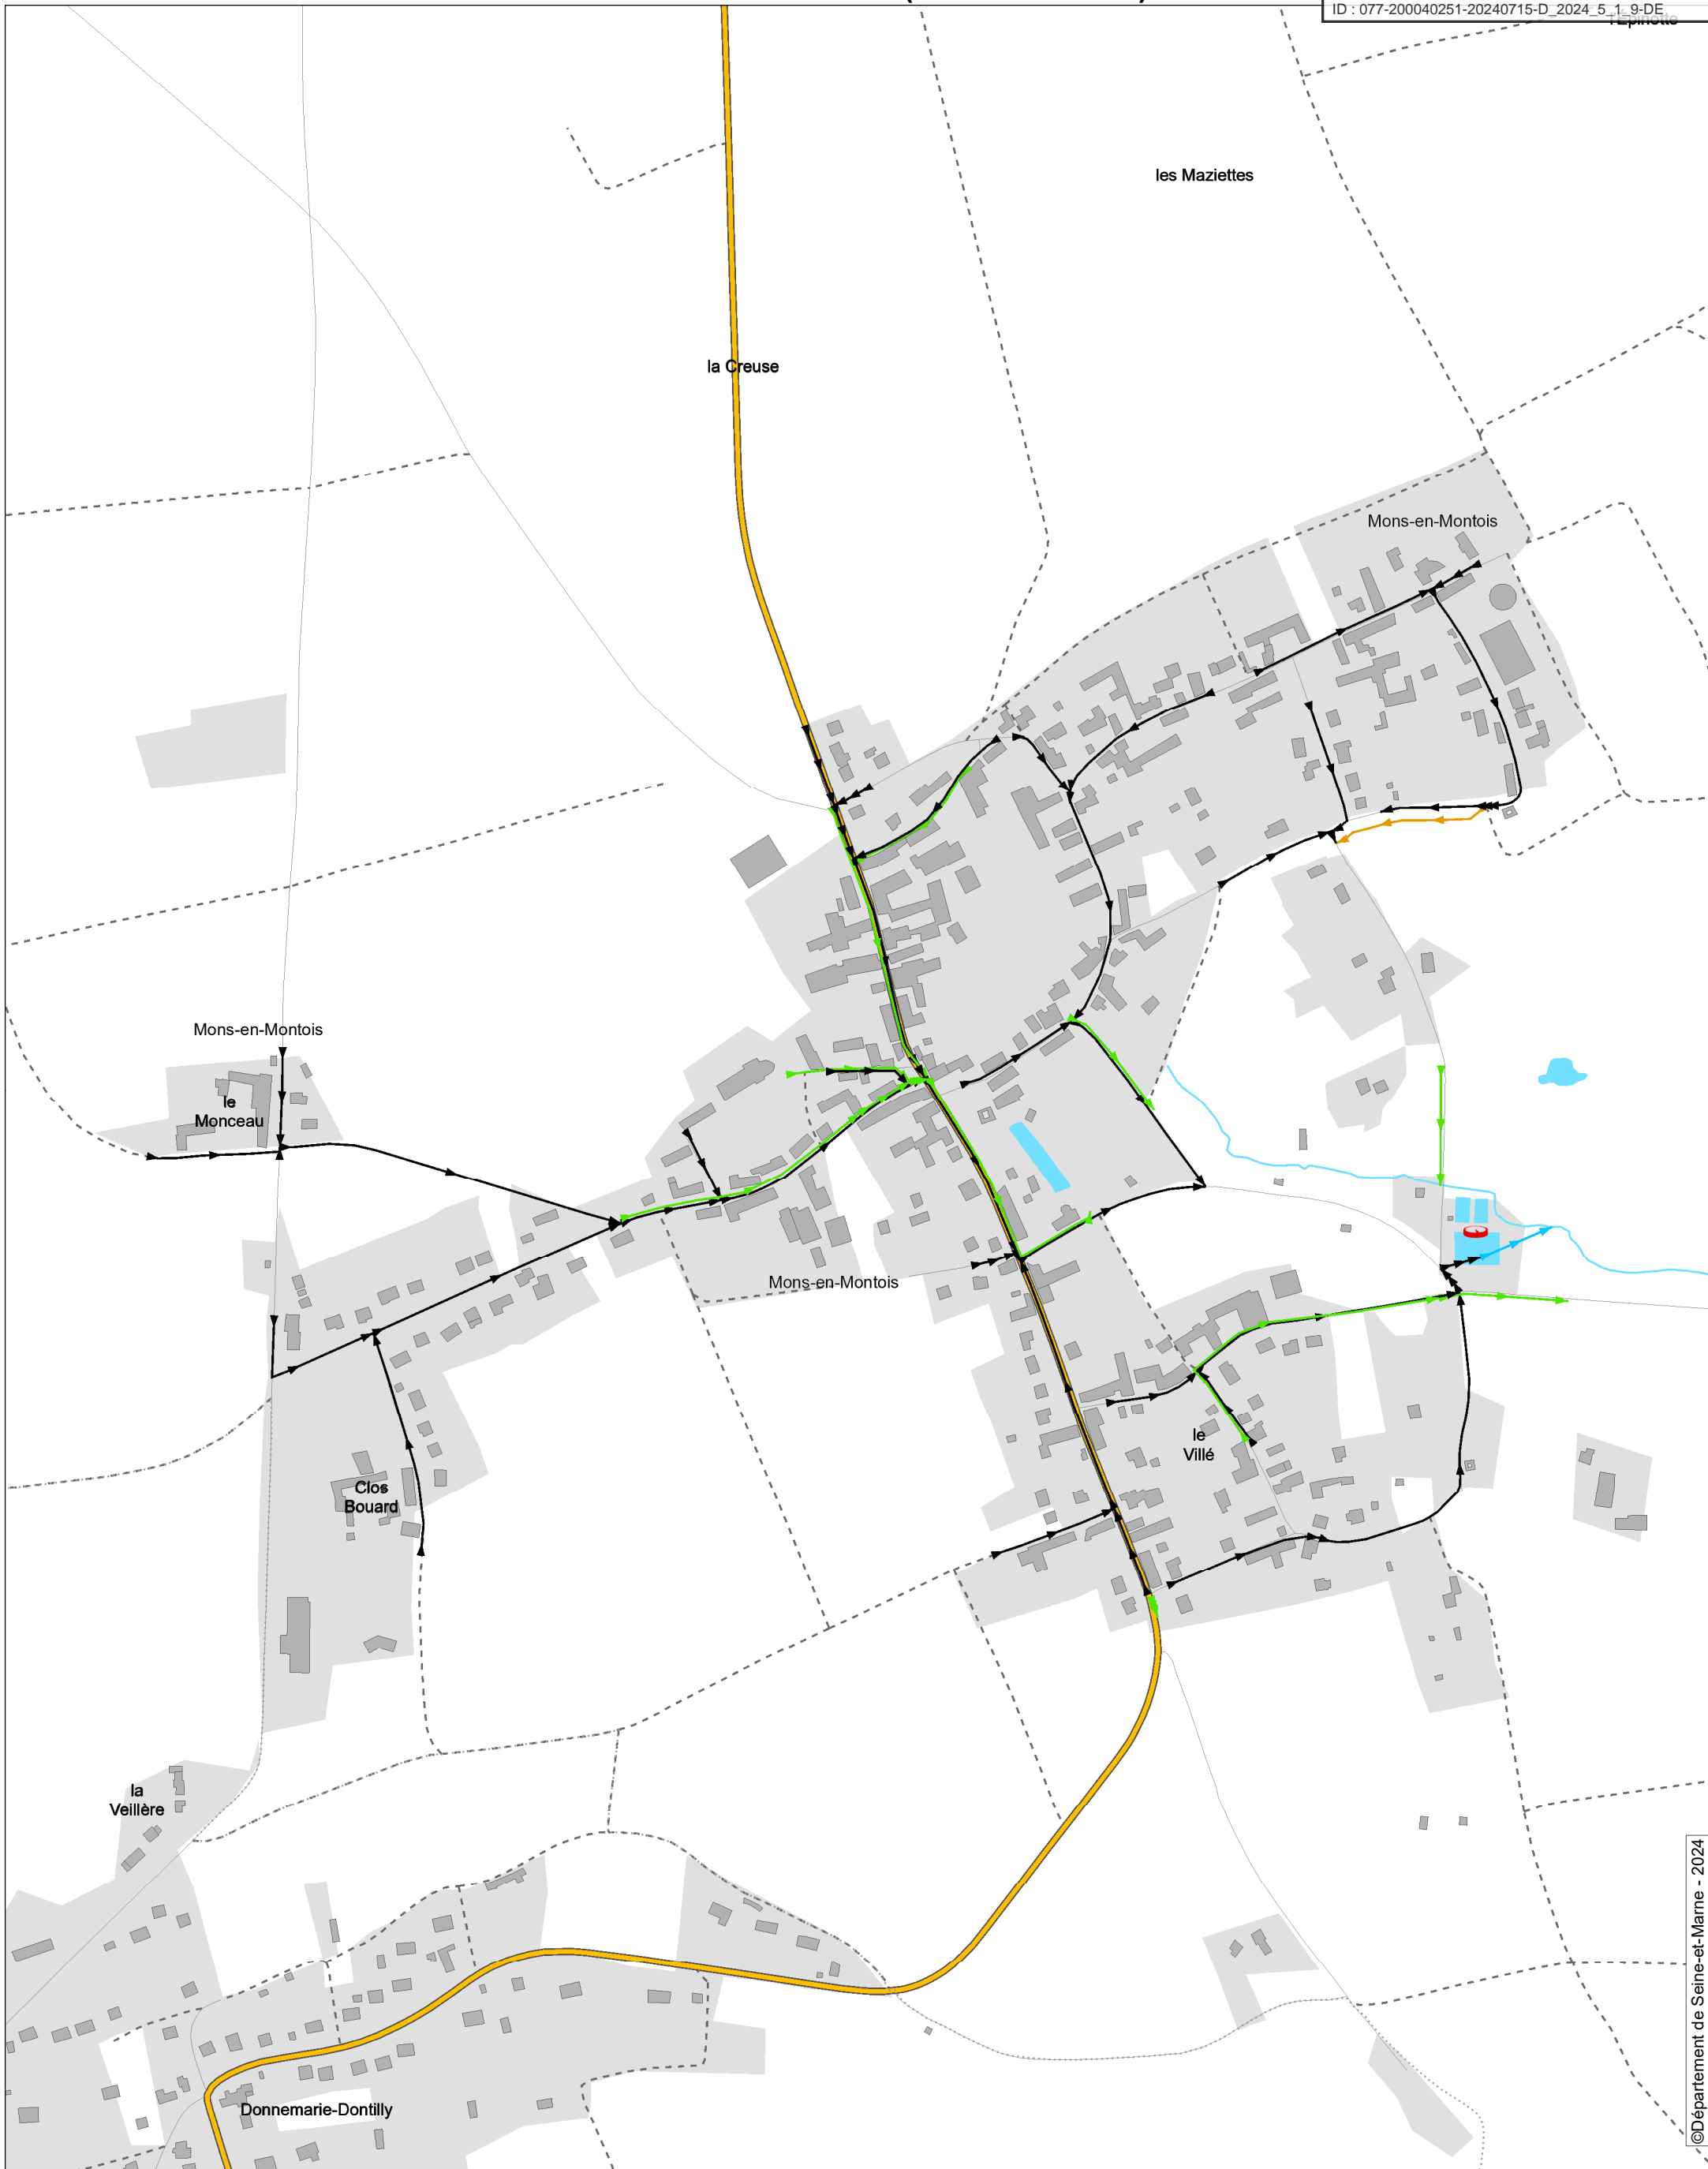 ID : 077-200040251-20240715-D_2024_5_1_9-DE
l'Epinotte
les Maziettes
la Creuse
Mons-en-Montois
Mons-en-Montois
le
Monceau
Mons-en-Montois
le
Villé
Clos
Bouard
la
Veillère
Donnemarie-Dontilly
©Département de Seine-et-Marne - 2024